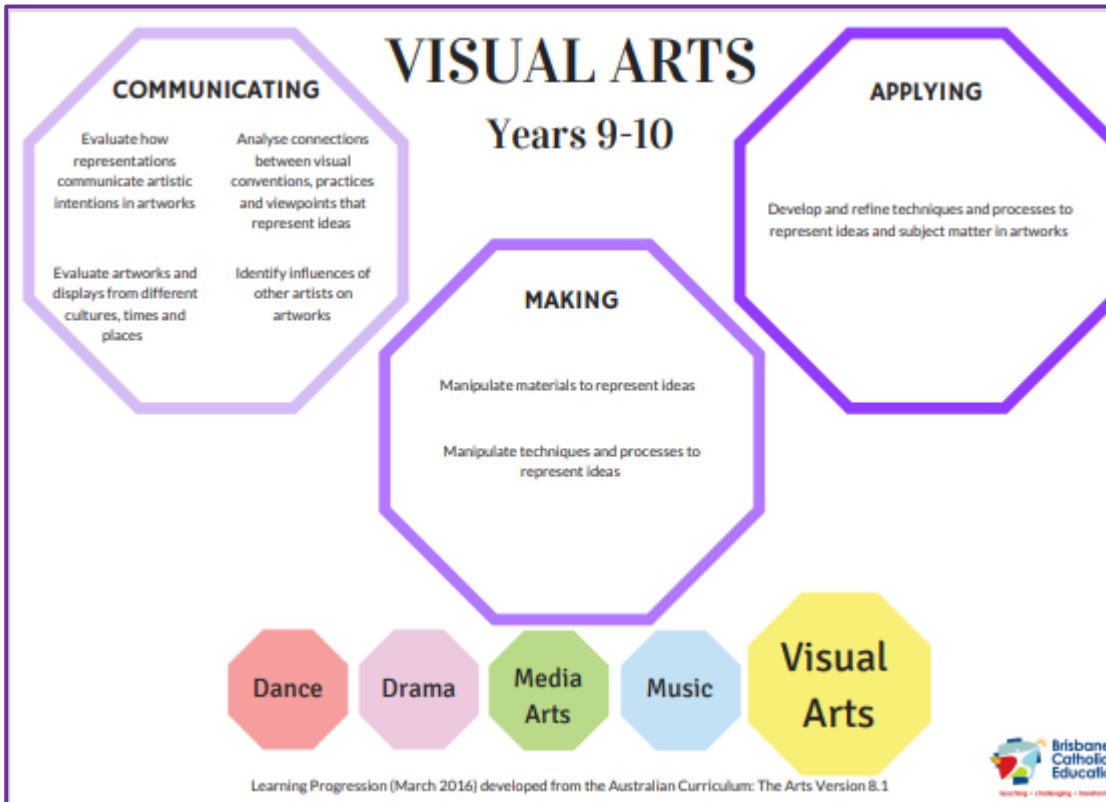 VISUAL ARTS
Years 9-10
COMMUNICATING
Evaluate how
representations
communicate artistic
intentions in artworks
Analyse connections
between visual
conventions, practices
and viewpoints that
represent ideas
Evaluate artworks and
displays from different
cultures, times and
places
Identify influences of
other artists on
artworks
MAKING
Manipulate materials to represent ideas
Manipulate techniques and processes to
represent ideas
APPLYING
Develop and refine techniques and processes to
represent ideas and subject matter in artworks
Dance
Drama
Media
Arts
Music
Visual
Arts
Brisbane
Catholic
Educatio
teaching • challenging •
Learning Progression (March 2016) developed from the Australian Curriculum: The Arts Version 8.1